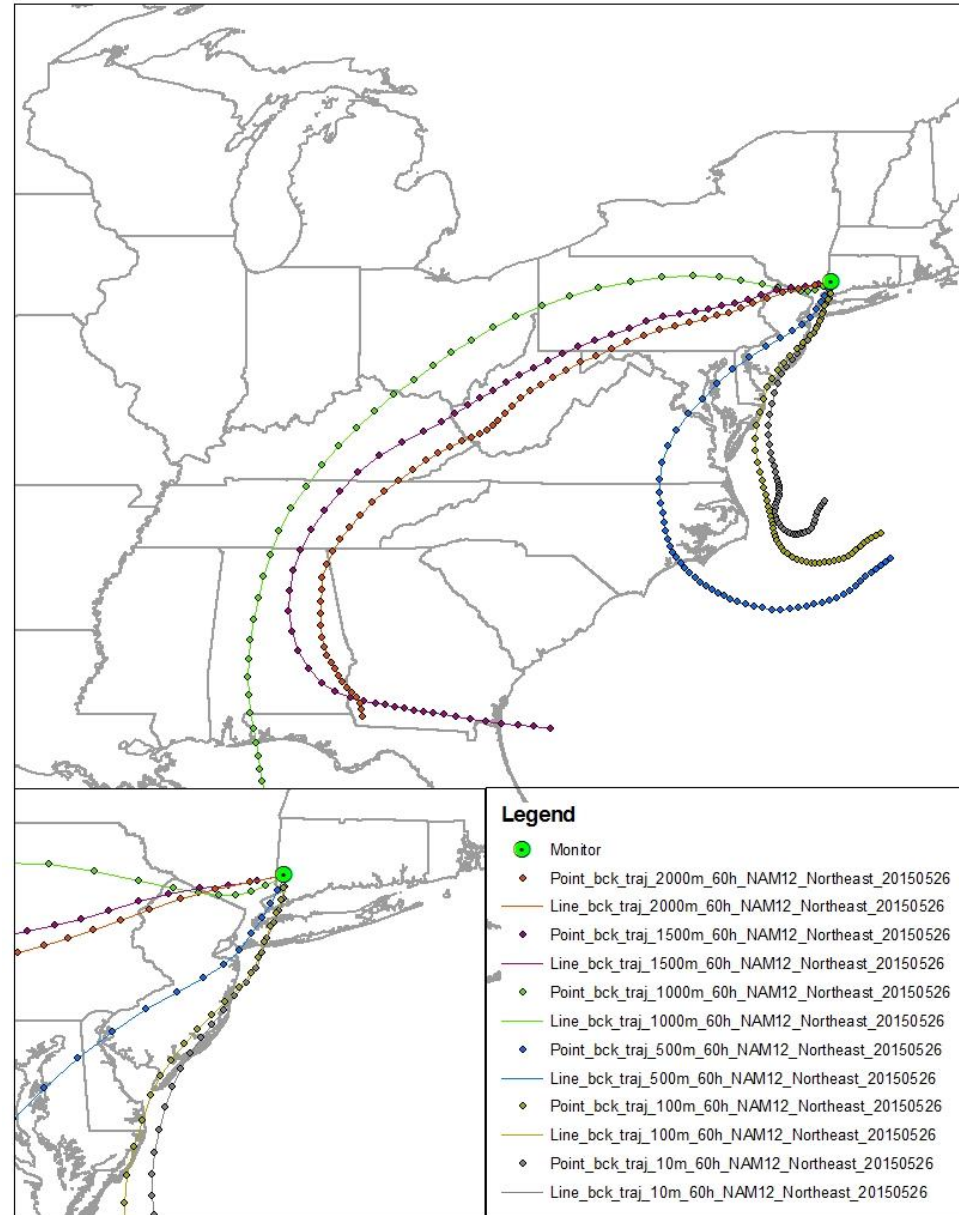 Legend
Monitor
Point_bck_traj_2000m_60h_NAM12_Northeast_20150526
Line_bck_traj_2000m_60h_NAM12_Northeast_20150526
Point_bck_traj_1500m_60h_NAM12_Northeast_20150526
Line_bck_traj_1500m_60h_NAM12_Northeast_20150526
Point_bck_traj_1000m_60h_NAM12_Northeast_20150526
Line_bck_traj_1000m_60h_NAM12_Northeast_20150526
Point_bck_traj_500m_60h_NAM12_Northeast_20150526
Line_bck_traj_500m_60h_NAM12_Northeast_20150526
Point_bck_traj_100m_60h_NAM12_Northeast_20150526
Line_bck_traj_100m_60h_NAM12_Northeast_20150526
Point_bck_traj_10m_60h_NAM12_Northeast_20150526
Line_bck_traj_10m_60h_NAM12_Northeast_20150526